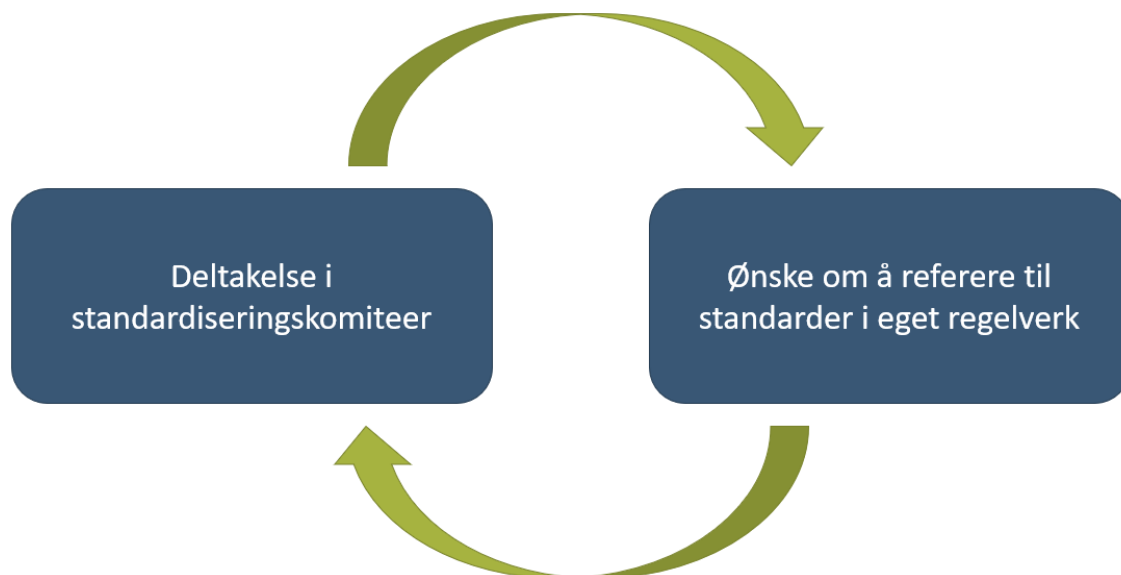 Deltakelse i
standardiseringskomiteer
Ønske om å referere til
standarder i eget regelverk